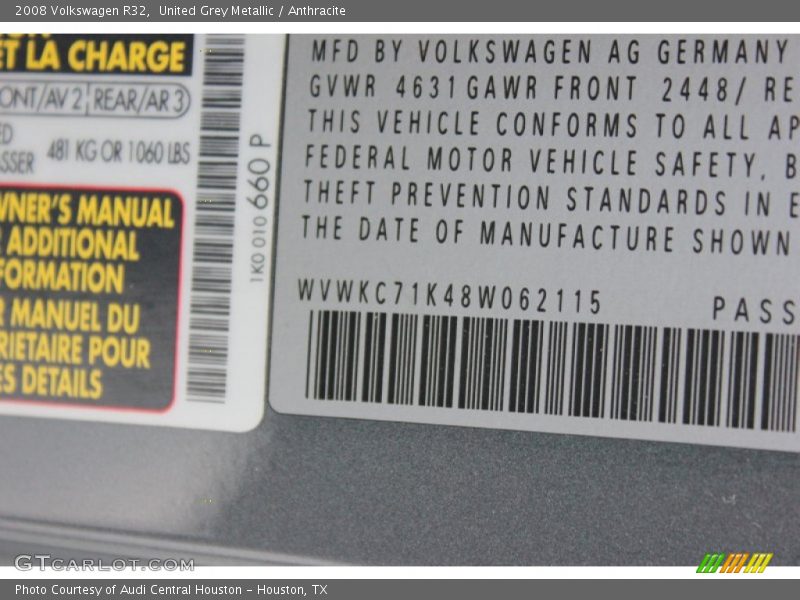 2008 Volkswagen R32, United Grey Metallic / Anthracite
ET LA CHARGE
ONT/AV 2 REAR/AR 3
481 KG OR 1060 LBS
WNER'S MANUAL
ADDITIONAL
FORMATION
MANUEL DU
RIETAIRE POUR
ES DETAILS
1K0 010 660 P
MFD BY VOLKSWAGEN AG GERMANY
GVWR 4631 GAWR FRONT 2448/ RE
THIS VEHICLE CONFORMS TO ALL AP
FEDERAL MOTOR VEHICLE SAFETY, B
THEFT PREVENTION STANDARDS IN E
THE DATE OF MANUFACTURE SHOWN
WVWKC71K48W062115 PASS
GTCARLOT.COM
Photo Courtesy of Audi Central Houston - Houston, TX